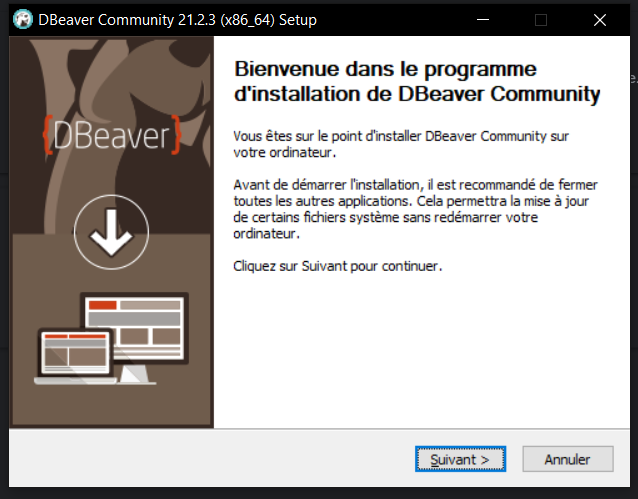 DBeaver Community 21.2.3 (x86_64) Setup
{DBeaver}
Bienvenue dans le programme
d'installation de DBeaver Community
Vous êtes sur le point d'installer DBeaver Community sur
votre ordinateur.
Avant de démarrer l'installation, il est recommandé de fermer
toutes les autres applications. Cela permettra la mise à jour
de certains fichiers système sans redémarrer votre
ordinateur.
Cliquez sur Suivant pour continuer.
Suivant >
Annuler